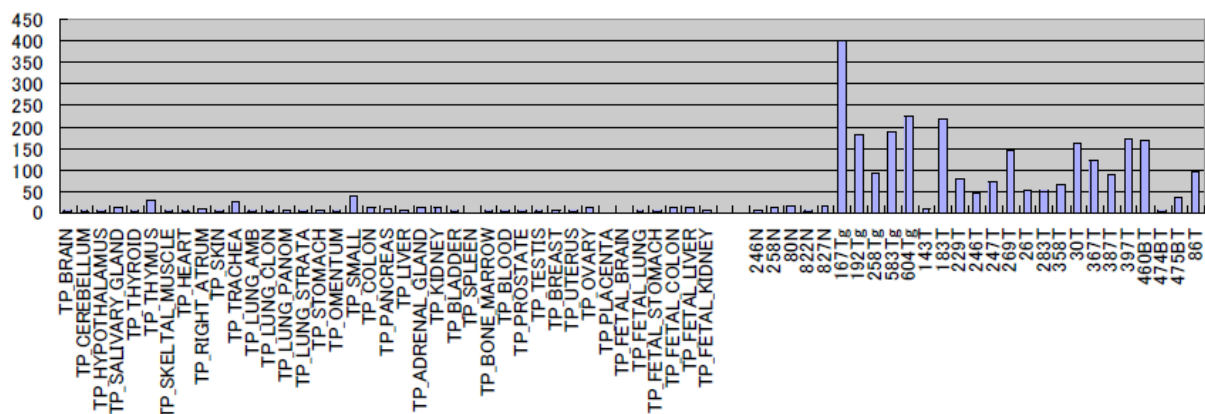 450
400
350
300
250
200
150
100
50
0
TP_BRAIN
TP_CEREBELLUM
TP_HYPOTHALAMUS
TP_SALIVARY_GLAND
TP_THYROID
TP_THYMUS
TP_SKELTAL_MUSCLE
TP_HEART
TP_RIGHT_ATRUM
TP_SKIN
TP_TRACHEA
TP_LUNG_AMB
TP_LUNG_CLON
TP_LUNG_PANOM
TP_LUNG_STRATA
TP_STOMACH
TP_OMENTUM
TP_SMALL
TP_COLON
TP_PANCREAS
TP_LIVER
TP_ADRENAL_GLAND
TP_KIDNEY
TP_BLADDER
TP_SPLEEN
TP_BONE_MARROW
TP_BLOOD
TP_PROSTATE
TP_TESTIS
TP_BREAST
TP_UTERUS
TP_OVARY
TP_PLACENTA
TP_FETAL_BRAIN
TP_FETAL_LUNG
TP_FETAL_STOMACH
TP_FETAL_COLON
TP_FETAL_LIVER
TP_FETAL_KIDNEY
246N
258N
80N
822N
827N
167Tg
192Tg
258Tg
583Tg
604Tg
143T
183T
229T
246T
247T
269T
26T
283T
358T
30T
367T
387T
397T
460BT
474BT
475BT
86T